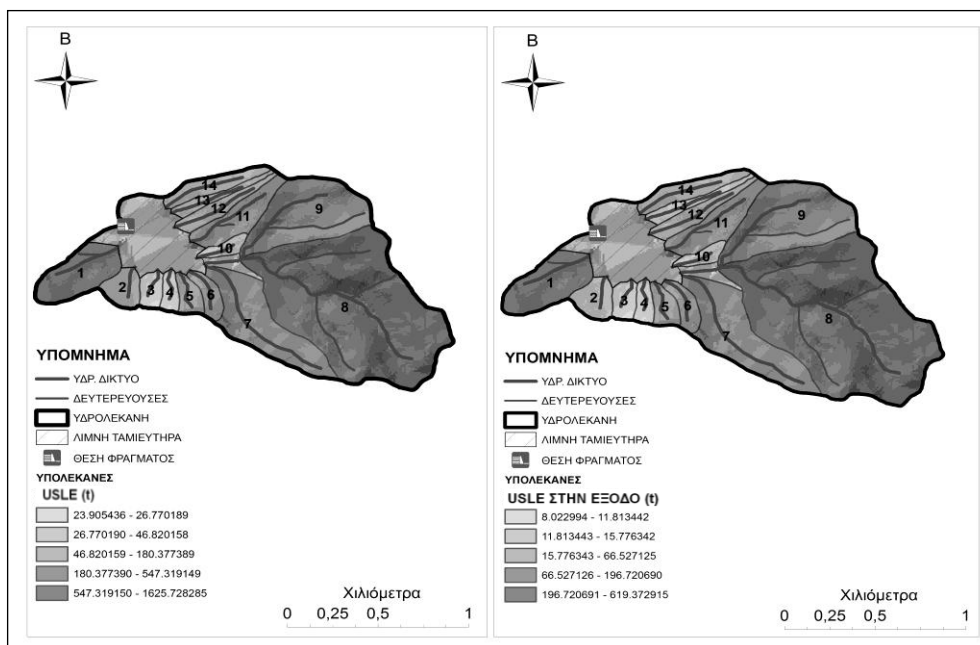 B
14
13
12
11
9
10
1
2
3
4
5
6
7
8
ΥΠΟΜΝΗΜΑ
ΥΔΡ. ΔΙΚΤΥΟ
ΔΕΥΤΕΡΕΥΟΥΣΕΣ
ΥΔΡΟΛΕΚΑΝΗ
ΛΙΜΝΗ ΤΑΜΙΕΥΤΗΡΑ
ΘΕΣΗ ΦΡΑΓΜΑΤΟΣ
ΥΠΟΛΕΚΑΝΕΣ
USLE (t)
23.905436 - 26.770189
26.770190 - 46.820158
46.820159 - 180.377389
180.377390 - 547.319149
547.319150 - 1625.728285
Χιλιόμετρα
0 0,25 0,5 1
B
14
13
12
11
9
10
1
2
3
4
5
6
7
8
ΥΠΟΜΝΗΜΑ
ΥΔΡ. ΔΙΚΤΥΟ
ΔΕΥΤΕΡΕΥΟΥΣΕΣ
ΥΔΡΟΛΕΚΑΝΗ
ΛΙΜΝΗ ΤΑΜΙΕΥΤΗΡΑ
ΘΕΣΗ ΦΡΑΓΜΑΤΟΣ
ΥΠΟΛΕΚΑΝΕΣ
USLE ΣΤΗΝ ΕΞΟΔΟ (t)
8.022994 - 11.813442
11.813443 - 15.776342
15.776343 - 66.527125
66.527126 - 196.720690
196.720691 - 619.372915
Χιλιόμετρα
0 0,25 0,5 1